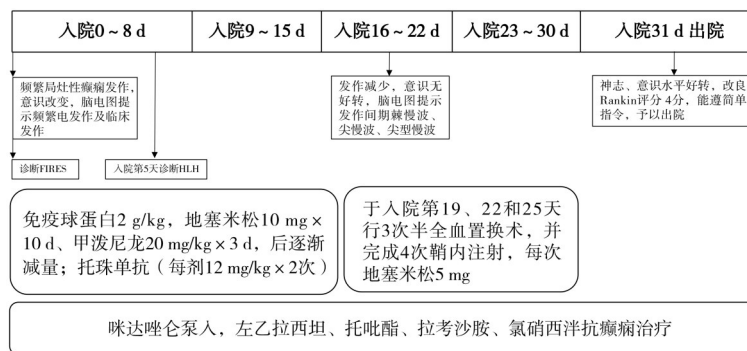 入院0～8 d
入院9～15 d
入院16～22 d
入院23～30 d
入院31 d 出院
频繁局灶性癫痫发作，
意识改变，脑电图提
示频繁电发作及临床
发作
发作减少，意识无
好转，脑电图提示
发作间期棘慢波、
尖慢波、尖型慢波
神志、意识水平好转，改良
Rankin评分 4分，能遵简单
指令，予以出院
诊断FIRES
入院第5天诊断HLH
免疫球蛋白2 g/kg，地塞米松10 mg×
10 d、甲泼尼龙20 mg/kg×3 d，后逐渐
减量；托珠单抗（每剂12 mg/kg×2次）
于入院第19、22和25天
行3次半全血置换术，并
完成4次鞘内注射，每次
地塞米松5 mg
咪达唑仑泵入，左乙拉西坦、托吡酯、拉考沙胺、氯硝西泮抗癫痫治疗